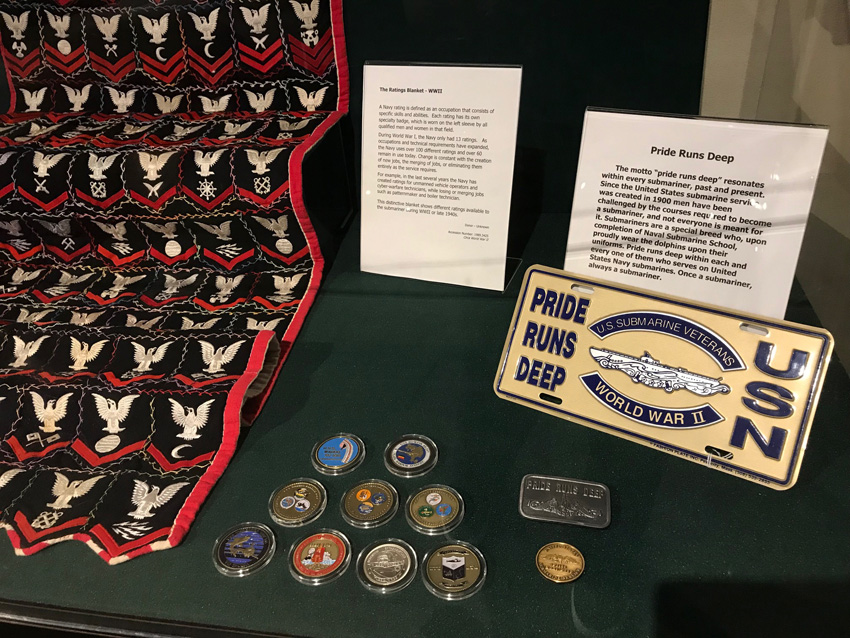 The Ratings Blanket - WWII
A Navy rating is defined as an occupation that consists of
specific skills and abilities. Each rating has its own
specialty badge, which is worn on the left sleeve by all
qualified men and women in that field.
During World War I, the Navy only had 13 ratings. As
occupations and technical requirements have expanded,
the Navy uses over 100 different ratings and over 60
remain in use today. Change is constant with the creation
of new jobs, the merging of jobs, or eliminating them
entirely as the service requires.
For example, in the last several years the Navy has
created ratings for unmanned vehicle operators and
cyber-warfare technicians, while losing or merging jobs
such as patternmaker and boiler technician.
This distinctive blanket shows different ratings available to
the submariner during WWII or late 1940s.
Pride Runs Deep
The motto "pride runs deep" resonates
within every submariner, past and present.
Since the United States submarine service
was created in 1900 men have been
challenged by the courses required to become
a submariner, and not everyone is meant for
it. Submariners are a special breed who, upon
completion of Naval Submarine School,
proudly wear the dolphins upon their
uniforms. Pride runs deep within each and
every one of them who serves on United
States Navy submarines. Once a submariner,
always a submariner.
PRIDE
RUNS
DEEP
U.S. SUBMARINE VETERANS
WORLD WAR II
USN
PRIDE RUNS DEEP